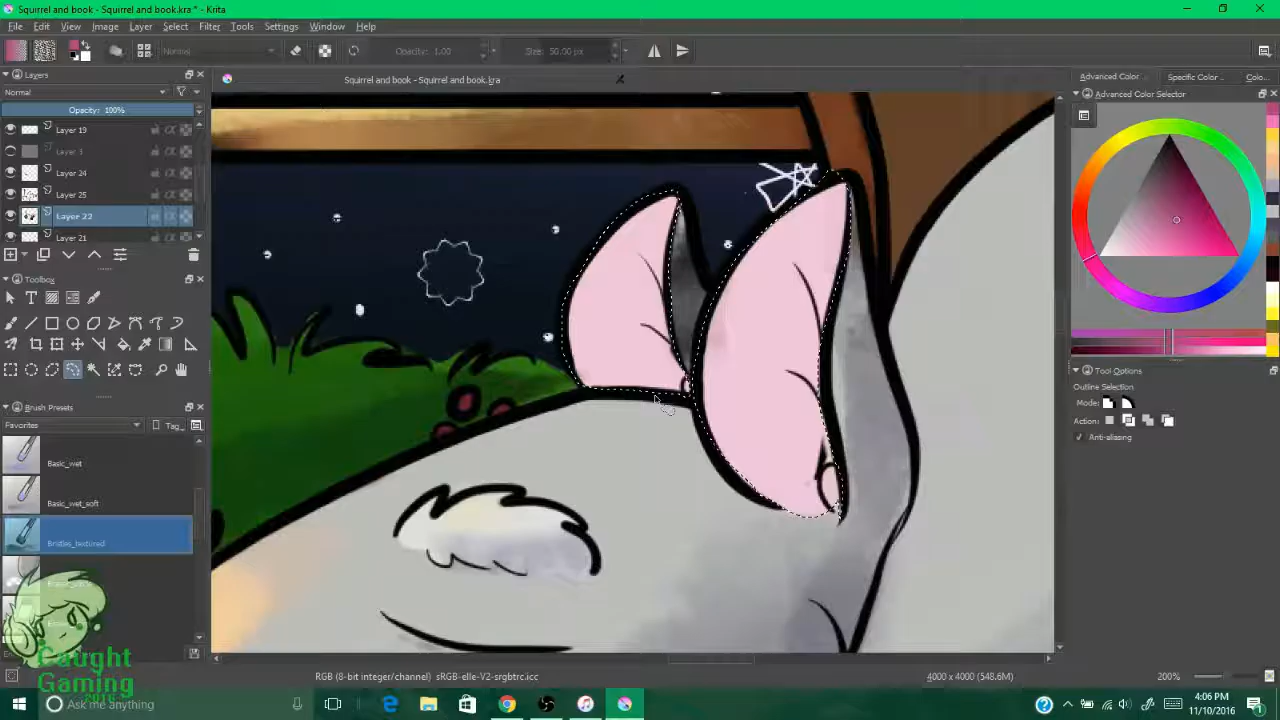 Squirrel and book - Squirrel and book.kra * - Krita
File Edit View Image Layer Select Filter Tools Settings Window Help
Normal Opacity: 1.00 Size: 50.00 px
Layers
Squirrel and book - Squirrel and book.kra
Advanced Color ... Specific Color ... Colo...
Normal
Advanced Color Selector
Opacity: 100%
Layer 19
Layer 3
Layer 24
Layer 25
Layer 22
Layer 21
Toolbox
Tool Options
Outline Selection
Mode:
Action:
Anti-aliasing
Brush Presets
Favorites Tag
Basic_wet
Basic_wet_soft
Bristles_textured
Caught
Gaming
RGB (8-bit integer/channel) sRGB-elle-V2-srgbtrc.icc
4000 x 4000 (548.6M)
200%
Ask me anything
4:06 PM
11/10/2016